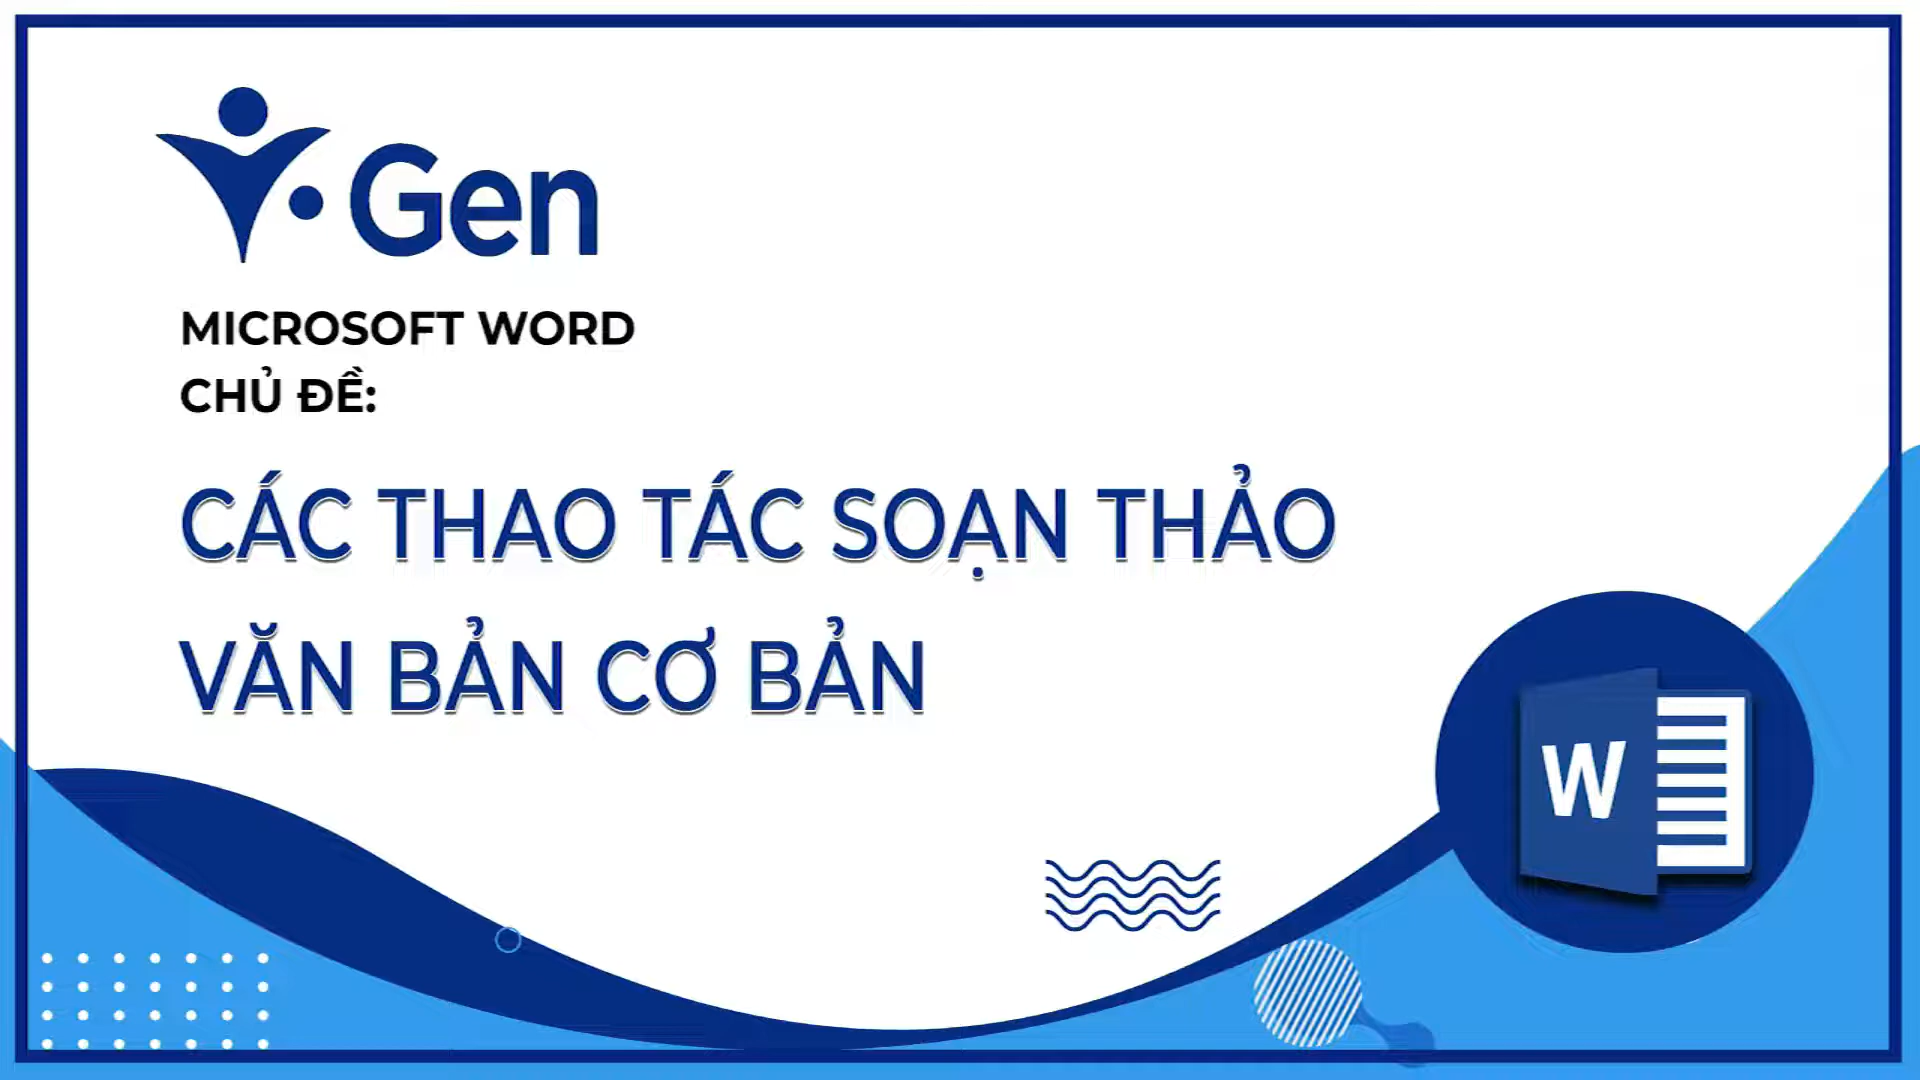 Gen
MICROSOFT WORD
CHỦ ĐỀ:
CÁC THAO TÁC SOẠN THẢO
VĂN BẢN CƠ BẢN
W